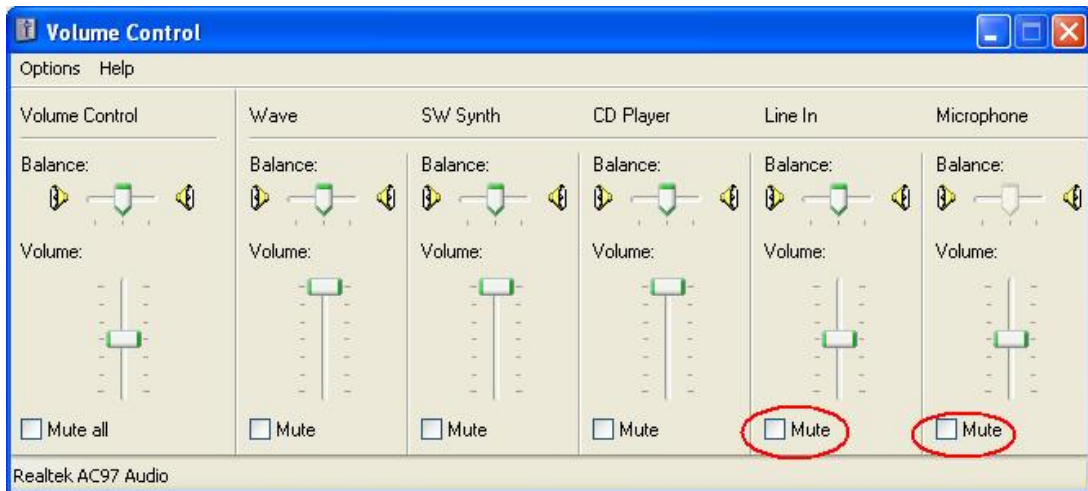 Volume Control
Options Help
Volume Control Wave SW Synth CD Player Line In Microphone
Balance: Balance: Balance: Balance: Balance: Balance:
Volume: Volume: Volume: Volume: Volume: Volume:
Mute all Mute Mute Mute Mute Mute
Realtek AC97 Audio